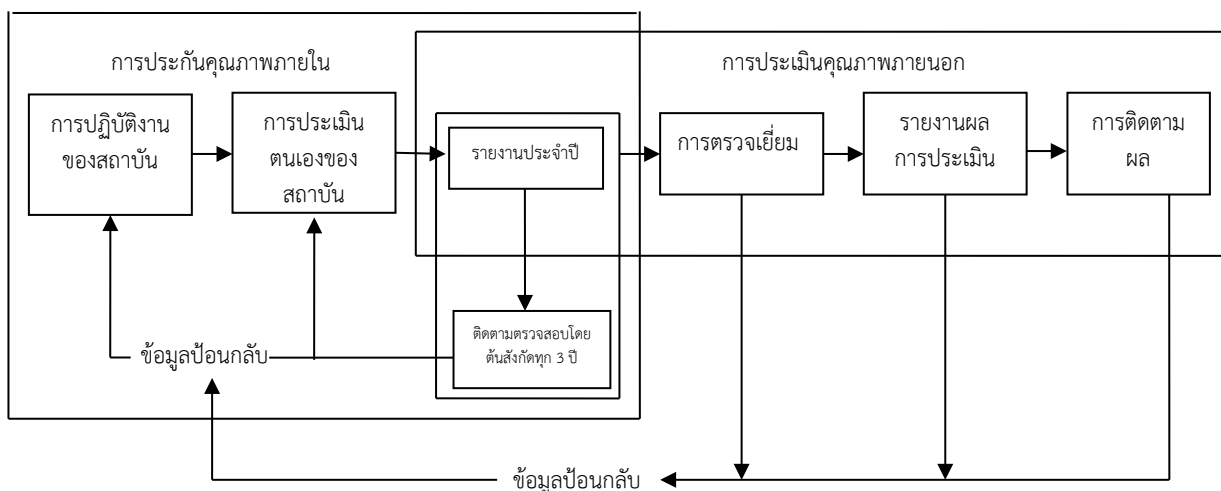 การประกันคุณภาพภายใน
การประเมินคุณภาพภายนอก
การปฏิบัติงาน
ของสถาบัน
การประเมิน
ตนเองของ
สถาบัน
รายงานประจำปี
การตรวจเยี่ยม
รายงานผล
การประเมิน
การติดตาม
ผล
ติดตามตรวจสอบโดย
ต้นสังกัดทุก 3 ปี
ข้อมูลป้อนกลับ
ข้อมูลป้อนกลับ